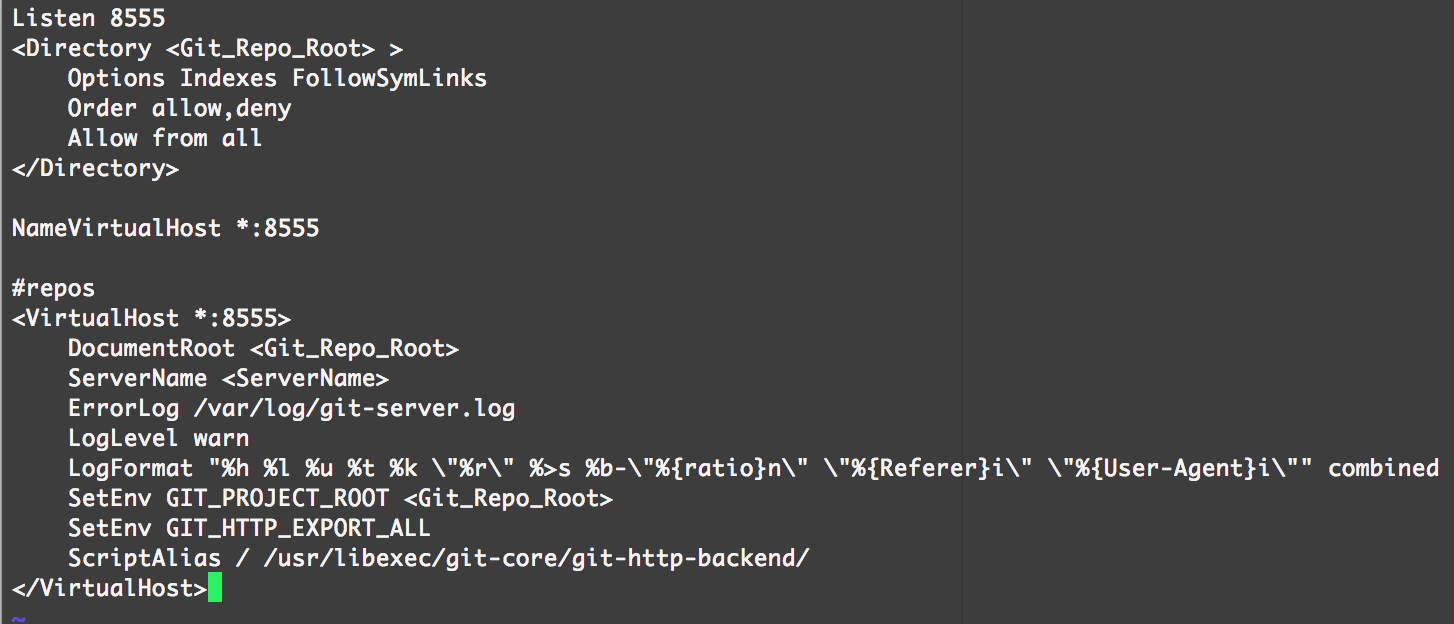 Listen 8555
<Directory <Git_Repo_Root> >
    Options Indexes FollowSymLinks
    Order allow,deny
    Allow from all
</Directory>

NameVirtualHost *:8555

#repos
<VirtualHost *:8555>
    DocumentRoot <Git_Repo_Root>
    ServerName <ServerName>
    ErrorLog /var/log/git-server.log
    LogLevel warn
    LogFormat "%h %l %u %t %k \"%r\" %>s %b-\"%{ratio}n\" \"%{Referer}i\" \"%{User-Agent}i\"" combined
    SetEnv GIT_PROJECT_ROOT <Git_Repo_Root>
    SetEnv GIT_HTTP_EXPORT_ALL
    ScriptAlias / /usr/libexec/git-core/git-http-backend/
</VirtualHost>
~